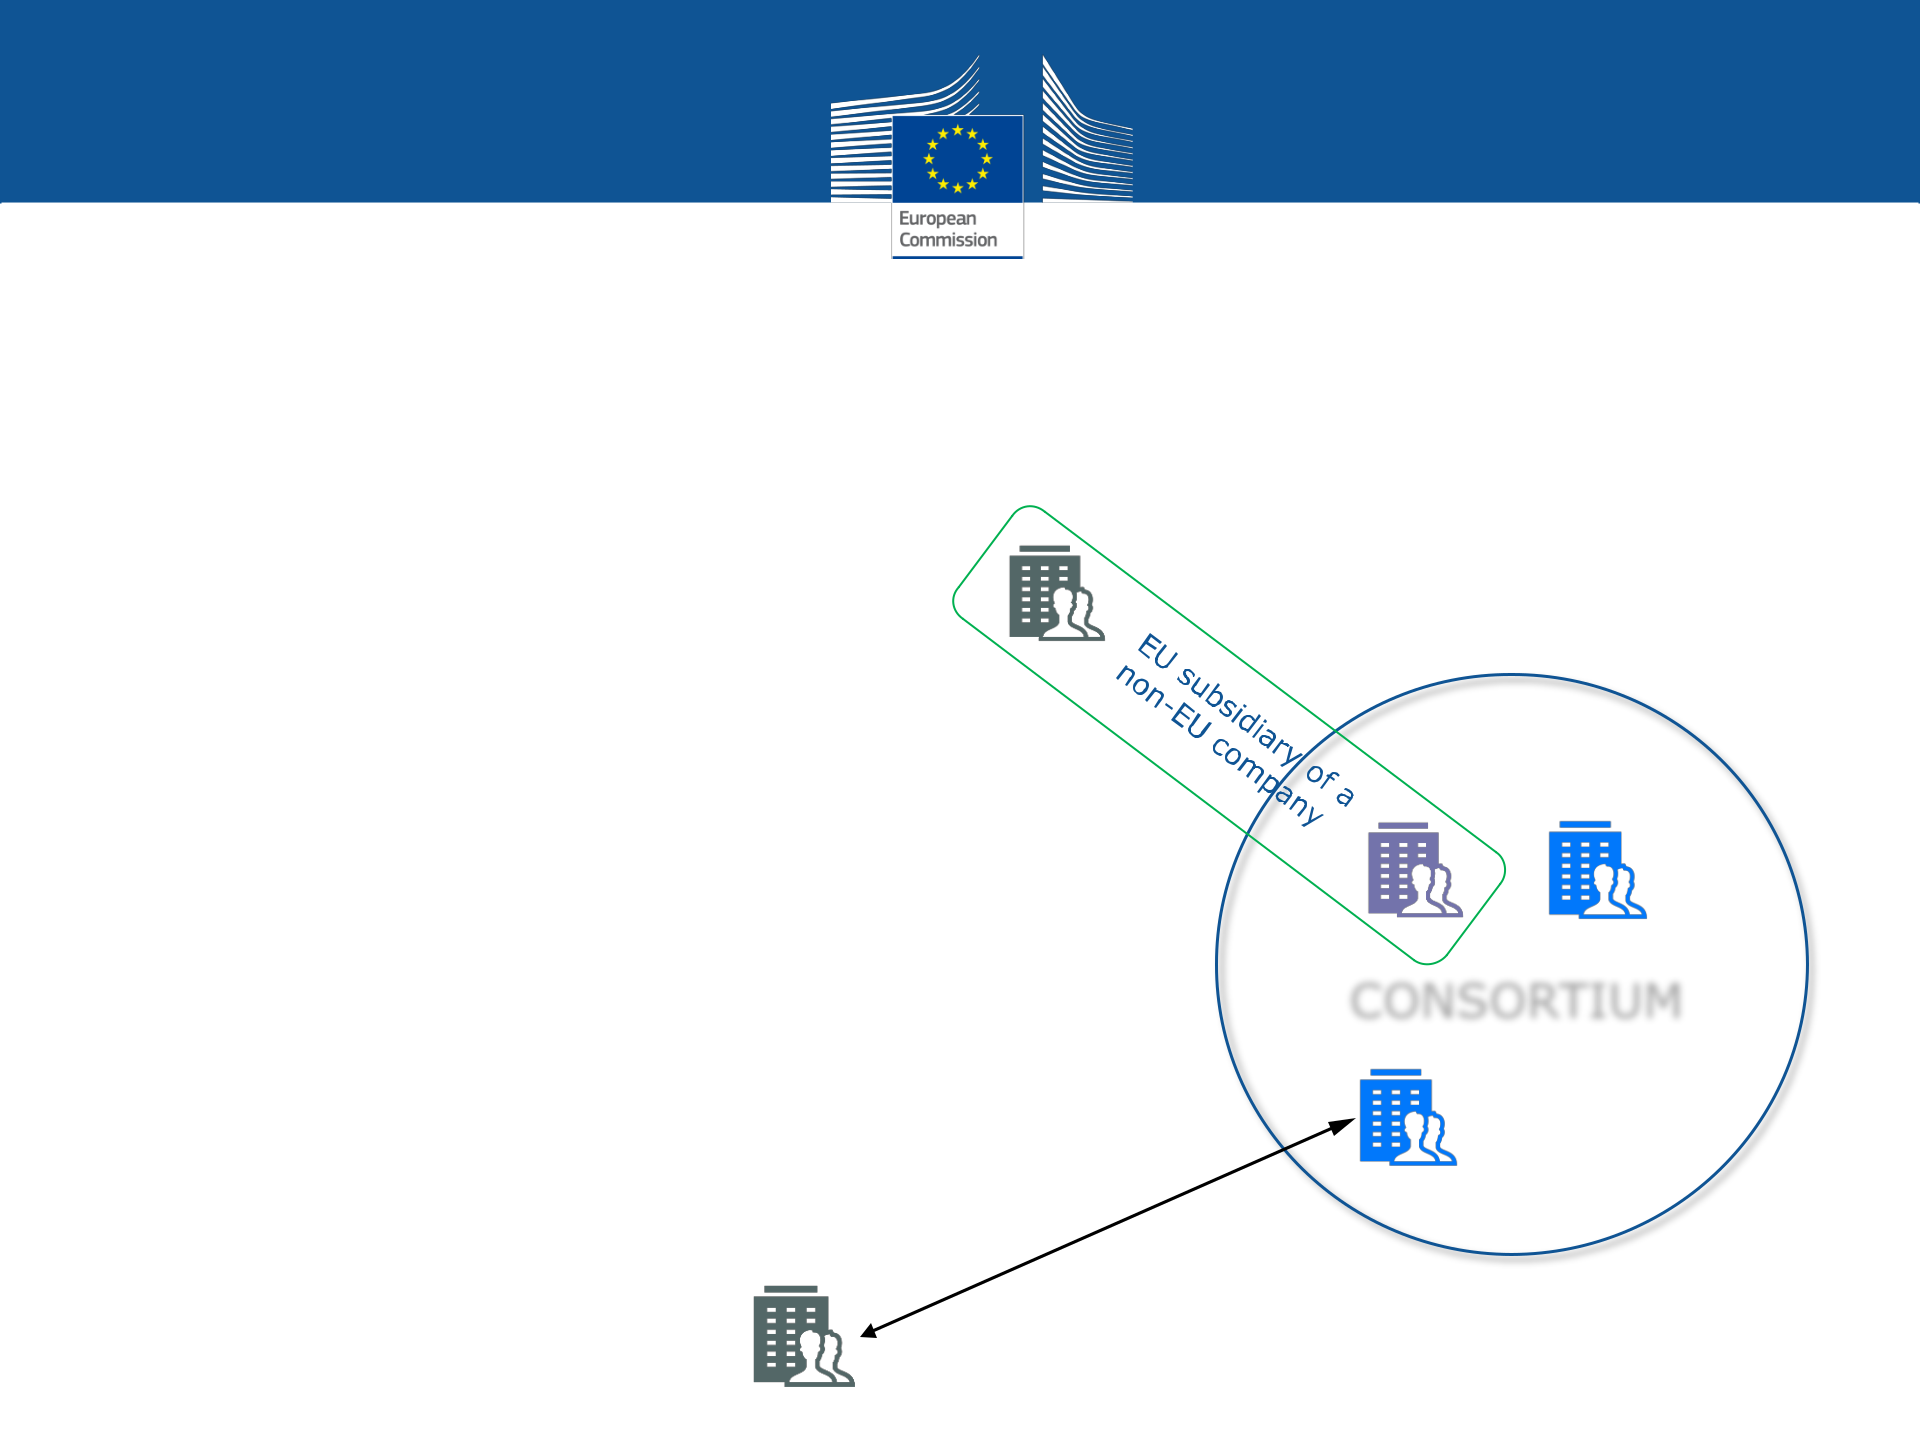 European
Commission
EU subsidiary of a
non-EU company
CONSORTIUM